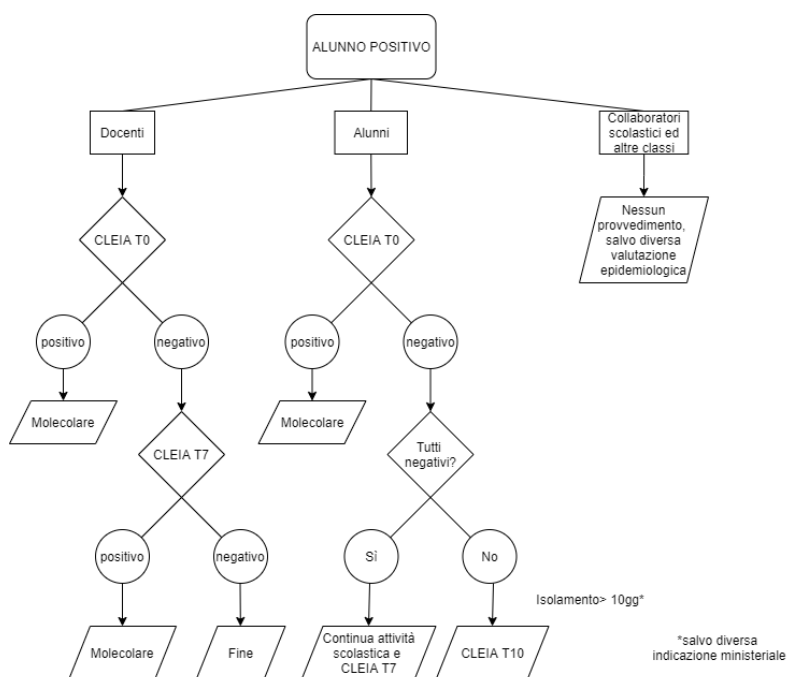 ALUNNO POSITIVO
Docenti
Alunni
Collaboratori
scolastici ed
altre classi
CLEIA T0
CLEIA T0
Nessun
provvedimento,
salvo diversa
valutazione
epidemiologica
positivo
negativo
positivo
negativo
Molecolare
Molecolare
CLEIA T7
Tutti
negativi?
positivo
negativo
Sì
No
Isolamento> 10gg*
Molecolare
Fine
Continua attività
scolastica e
CLEIA T7
CLEIA T10
*salvo diversa
indicazione ministeriale